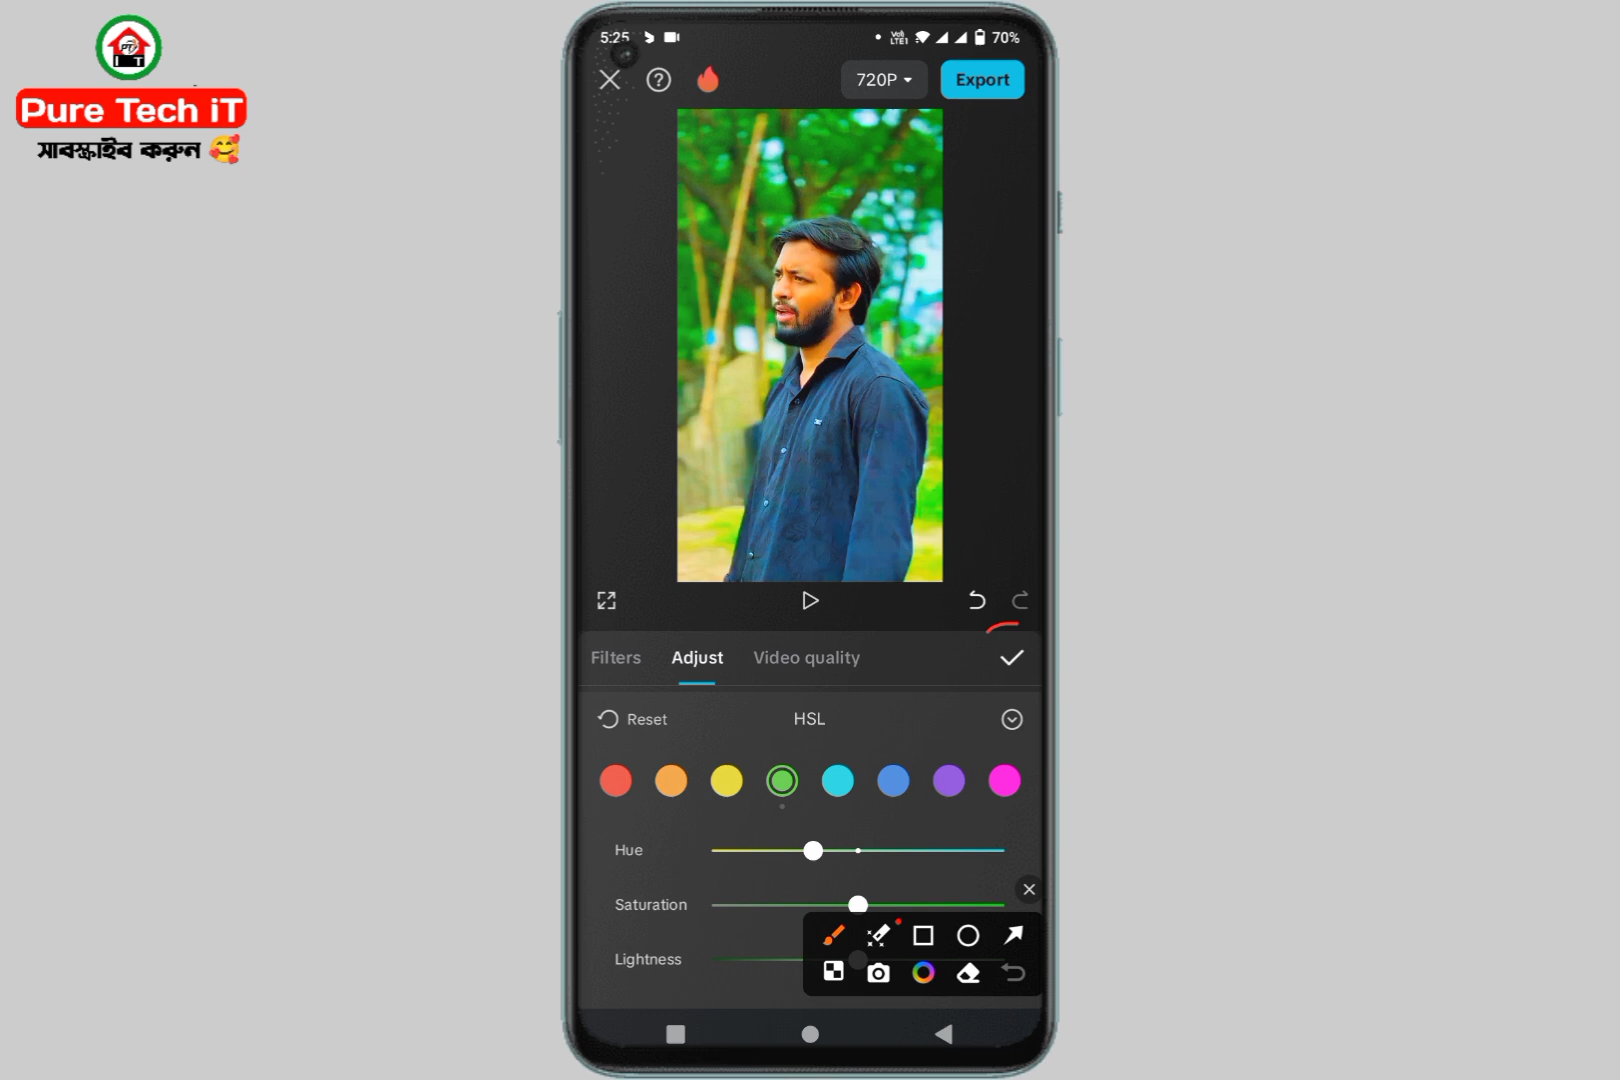 Pure Tech iT
সাবস্ক্রাইব করুন
5:25
70%
720P
Export
Filters
Adjust
Video quality
Reset
HSL
Hue
Saturation
Lightness